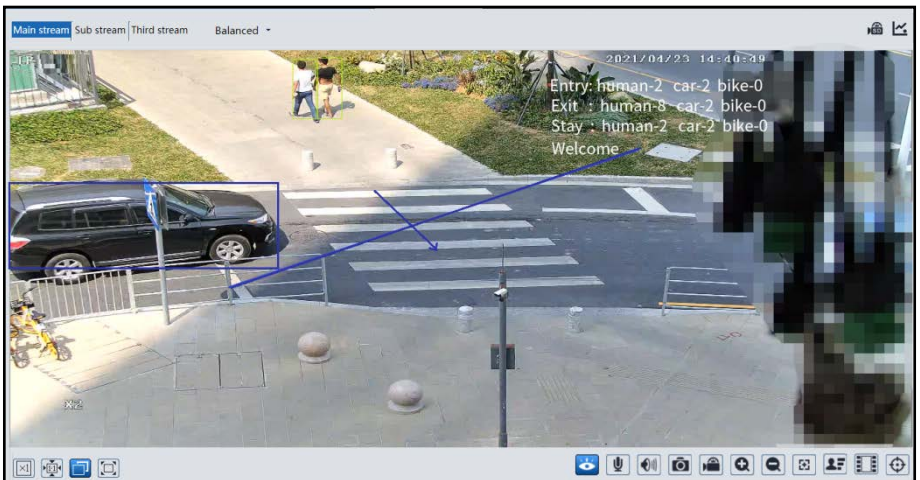 Main stream Sub stream Third stream Balanced
2021/04/23 14:40:49
Entry: human-2 car-2 bike-0
Exit : human-8 car-2 bike-0
Stay : human-2 car-2 bike-0
Welcome